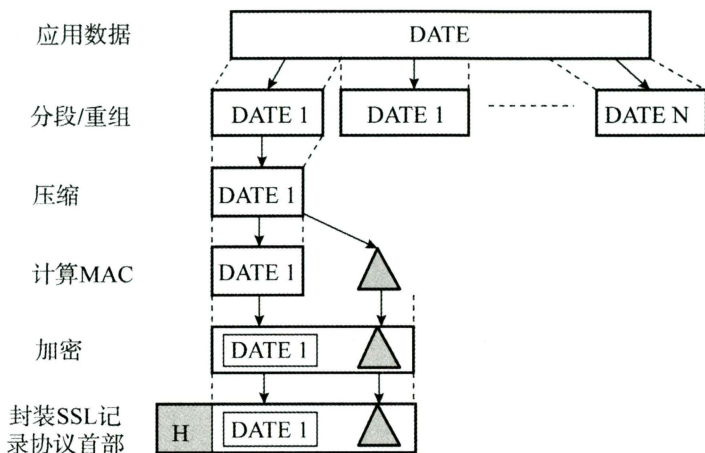 应用数据
DATE
分段/重组
DATE 1
DATE 1
DATE N
压缩
DATE 1
计算MAC
DATE 1
加密
DATE 1
封装SSL记
录协议首部
H
DATE 1